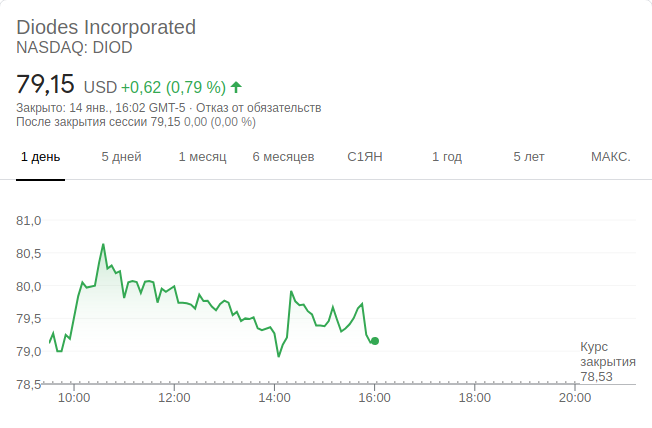 Diodes Incorporated
NASDAQ: DIOD
79,15 USD +0,62 (0,79 %)
Закрыто: 14 янв., 16:02 GMT-5 · Отказ от обязательств
После закрытия сессии 79,15 0,00 (0,00 %)
1 день 5 дней 1 месяц 6 месяцев С1ЯН 1 год 5 лет МАКС.
81,0
80,5
80,0
79,5
79,0
78,5
Курс
закрытия
78,53
10:00 12:00 14:00 16:00 18:00 20:00